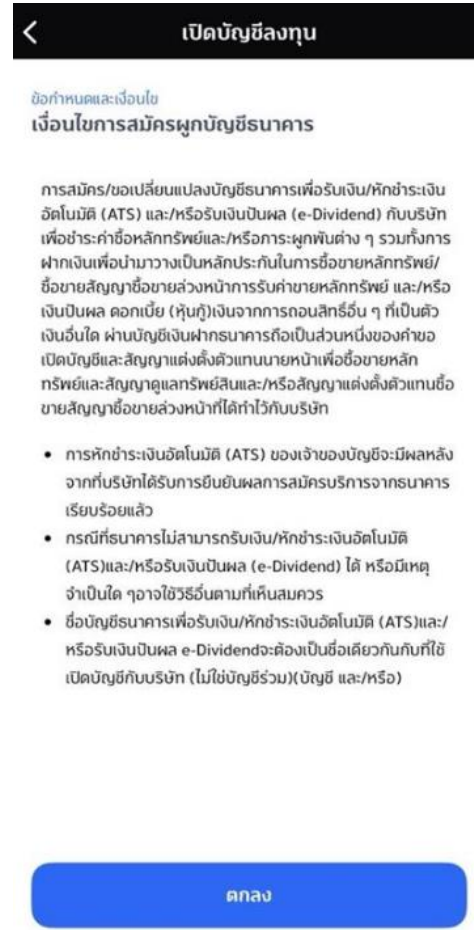 เปิดบัญชีลงทุน
ข้อกำหนดและเงื่อนไข
เงื่อนไขการสมัครผูกบัญชีธนาคาร
การสมัคร/ขอเปลี่ยนแปลงบัญชีธนาคารเพื่อรับเงิน/หักชำระเงิน
อัตโนมัติ (ATS) และ/หรือรับเงินปันผล (e-Dividend) กับบริษัท
เพื่อชำระค่าซื้อหลักทรัพย์และ/หรือภาระผูกพันต่าง ๆ รวมทั้งการ
ฝากเงินเพื่อนำมาวางเป็นหลักประกันในการซื้อขายหลักทรัพย์/
ซื้อขายสัญญาซื้อขายล่วงหน้าการรับค่าขายหลักทรัพย์ และ/หรือ
เงินปันผล ดอกเบี้ย (หุ้นกู้)เงินจากการถอนสิทธิ์อื่น ๆ ที่เป็นตัว
เงินอื่นใด ผ่านบัญชีเงินฝากธนาคารถือเป็นส่วนหนึ่งของคำขอ
เปิดบัญชีและสัญญาแต่งตั้งตัวแทนนายหน้าเพื่อซื้อขายหลัก
ทรัพย์และสัญญาดูแลทรัพย์สินและ/หรือสัญญาแต่งตั้งตัวแทนซื้อ
ขายสัญญาซื้อขายล่วงหน้าที่ได้ทำไว้กับบริษัท
• การหักชำระเงินอัตโนมัติ (ATS) ของเจ้าของบัญชีจะมีผลหลัง
จากที่บริษัทได้รับการยืนยันผลการสมัครบริการจากธนาคาร
เรียบร้อยแล้ว
• กรณีที่ธนาคารไม่สามารถรับเงิน/หักชำระเงินอัตโนมัติ
(ATS)และ/หรือรับเงินปันผล (e-Dividend) ได้ หรือมีเหตุ
จำเป็นใด ๆอาจใช้วิธีอื่นตามที่เห็นสมควร
• ชื่อบัญชีธนาคารเพื่อรับเงิน/หักชำระเงินอัตโนมัติ (ATS)และ/
หรือรับเงินปันผล e-Dividendจะต้องเป็นชื่อเดียวกันกับที่ใช้
เปิดบัญชีกับบริษัท (ไม่ใช่บัญชีร่วม)(บัญชี และ/หรือ)
ตกลง